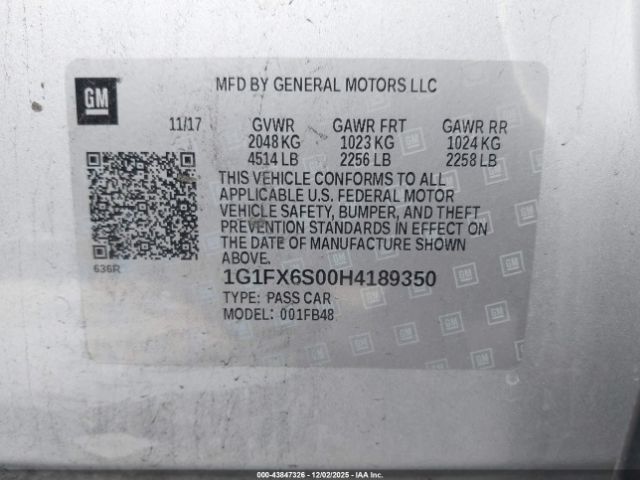 GM
MFD BY GENERAL MOTORS LLC
11/17 GVWR GAWR FRT GAWR RR
2048 KG 1023 KG 1024 KG
4514 LB 2256 LB 2258 LB
THIS VEHICLE CONFORMS TO ALL
APPLICABLE U.S. FEDERAL MOTOR
VEHICLE SAFETY, BUMPER, AND THEFT
PREVENTION STANDARDS IN EFFECT ON
THE DATE OF MANUFACTURE SHOWN
ABOVE.
636R
1G1FX6S00H4189350
TYPE: PASS CAR
MODEL: 001FB48
000-43847326 - 12/02/2025 - IAAI.COM